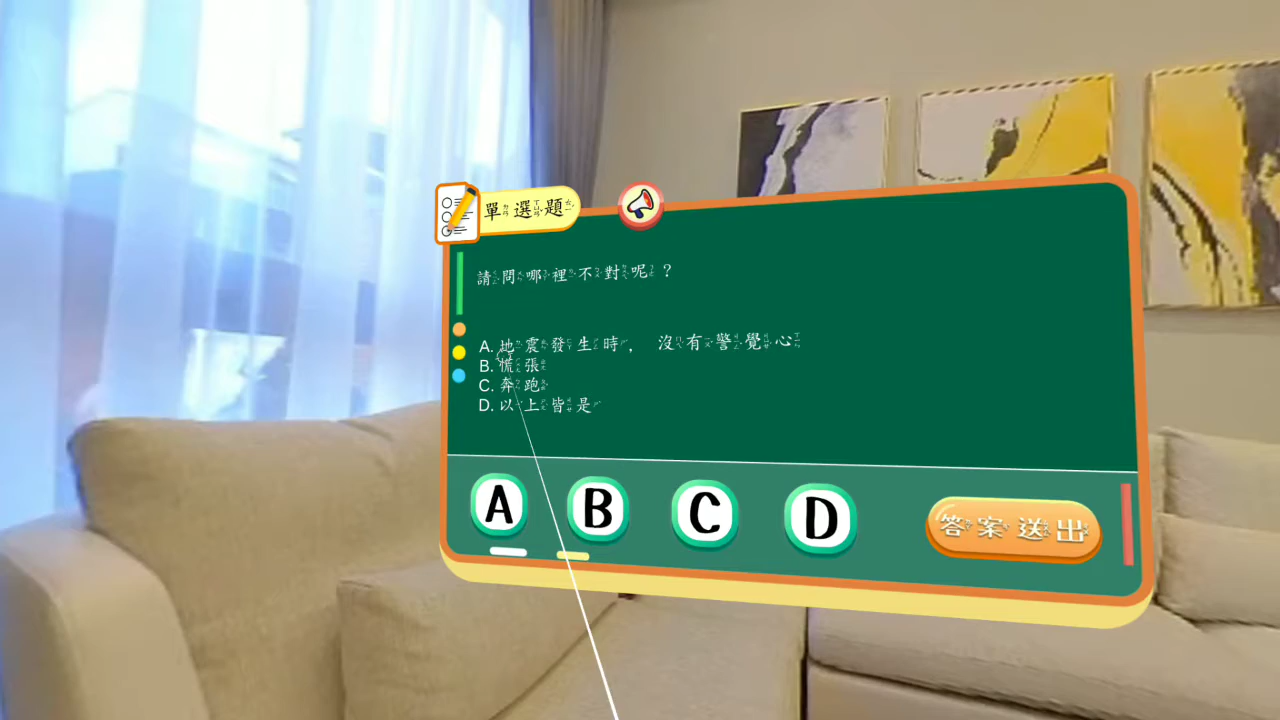 單選題
請問哪裡不對呢？
A. 地震發生時， 沒有警覺心
B. 慌張
C. 奔跑
D. 以上皆是
A B C D 答案送出